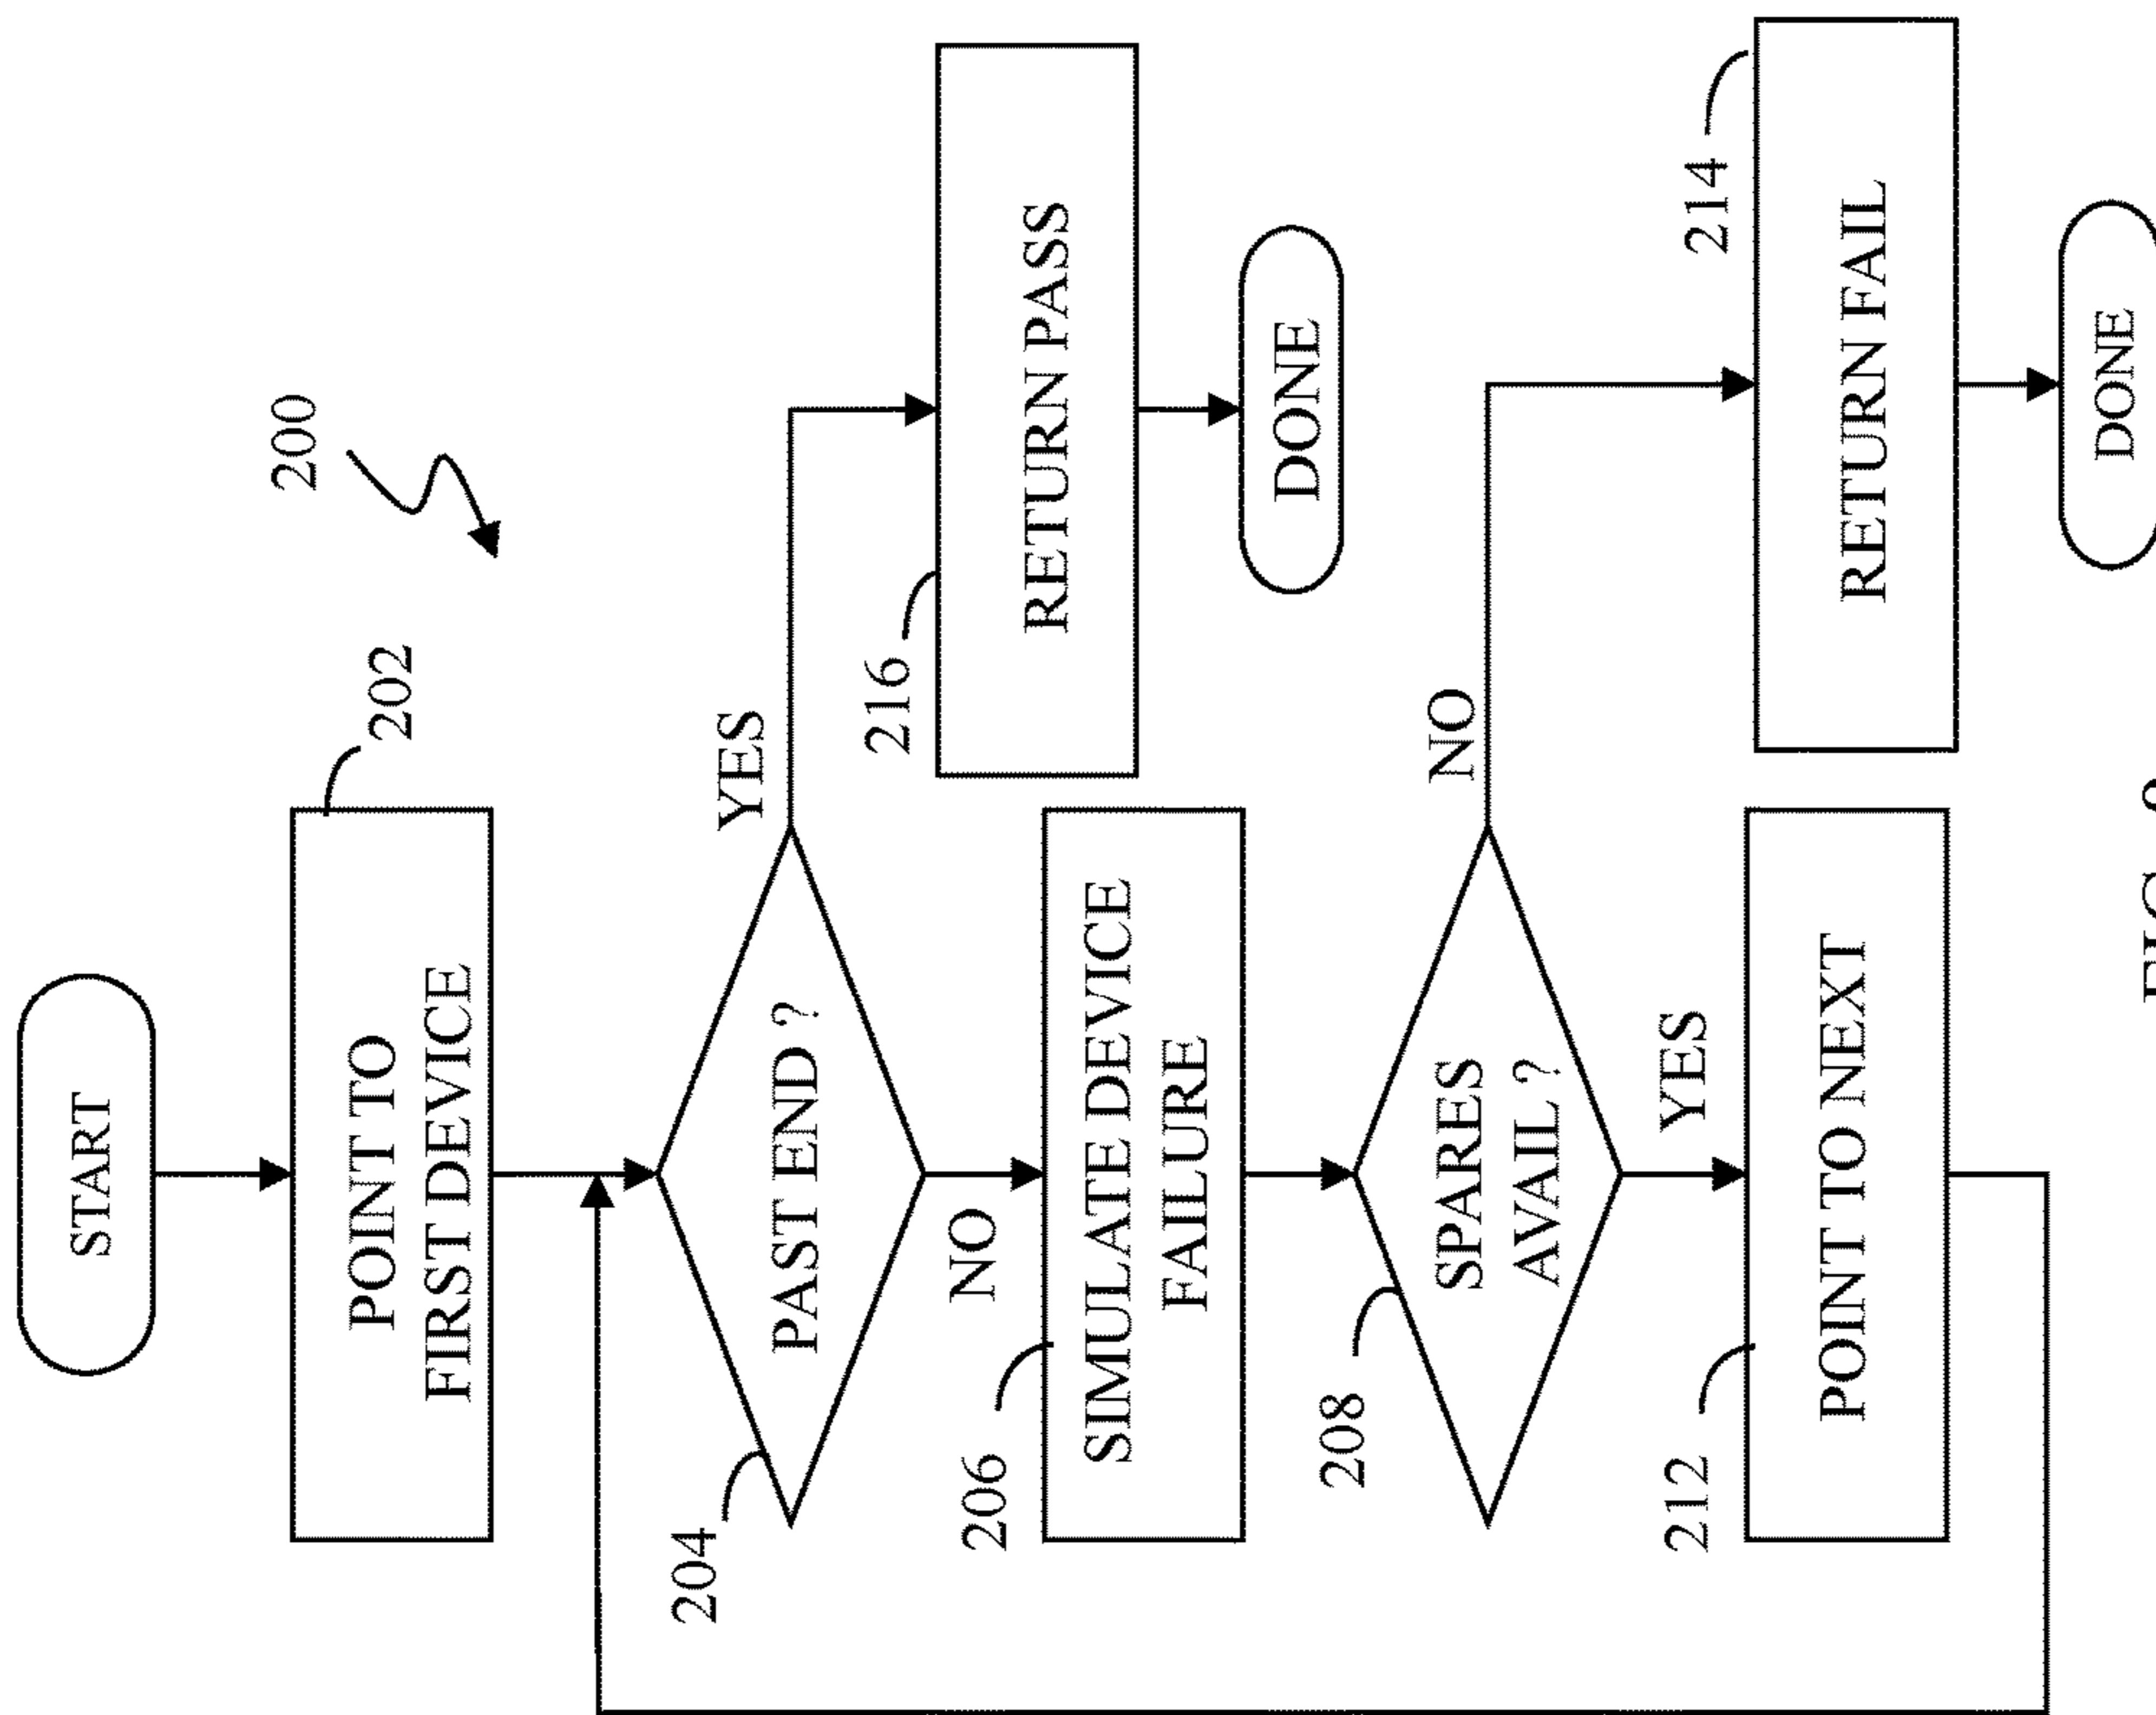 200
START
202
POINT TO
FIRST DEVICE
204
PAST END ?
YES
NO
216
RETURN PASS
DONE
206
SIMULATE DEVICE
FAILURE
208
SPARES
AVAIL ?
NO
YES
212
POINT TO NEXT
214
RETURN FAIL
DONE